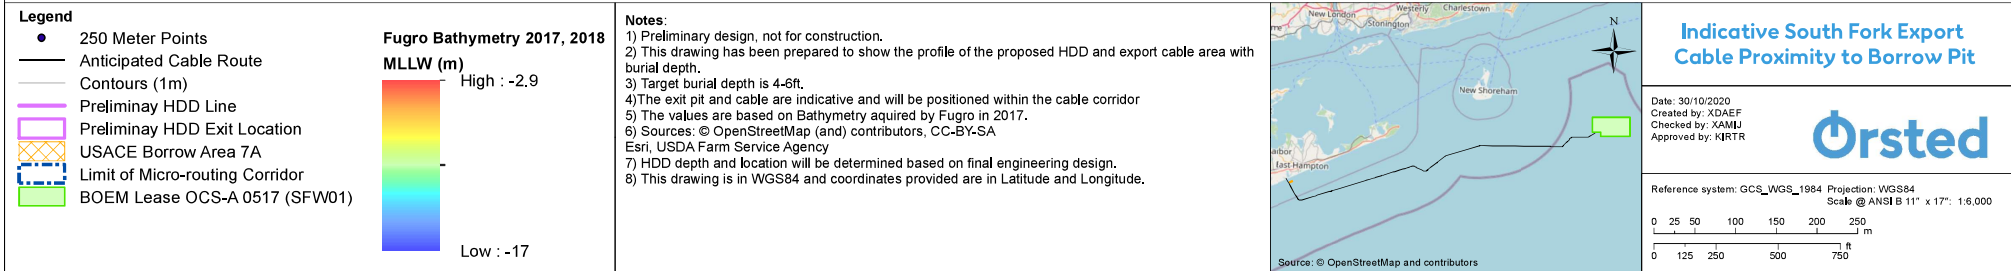 Legend
250 Meter Points
Anticipated Cable Route
Contours (1m)
Preliminay HDD Line
Preliminay HDD Exit Location
USACE Borrow Area 7A
Limit of Micro-routing Corridor
BOEM Lease OCS-A 0517 (SFW01)
Fugro Bathymetry 2017, 2018
MLLW (m)
High : -2.9
Low : -17
Notes:
1) Preliminary design, not for construction.
2) This drawing has been prepared to show the profile of the proposed HDD and export cable area with
burial depth.
3) Target burial depth is 4-6ft.
4)The exit pit and cable are indicative and will be positioned within the cable corridor
5) The values are based on Bathymetry aquired by Fugro in 2017.
6) Sources: © OpenStreetMap (and) contributors, CC-BY-SA
Esri, USDA Farm Service Agency
7) HDD depth and location will be determined based on final engineering design.
8) This drawing is in WGS84 and coordinates provided are in Latitude and Longitude.
New London
Stonington
Westerly
Charlestown
N
New Shoreham
East Hampton
Source: © OpenStreetMap and contributors
Indicative South Fork Export
Cable Proximity to Borrow Pit
Date: 30/10/2020
Created by: XDAEF
Checked by: XAMIJ
Approved by: KIRTR
Ørsted
Reference system: GCS_WGS_1984 Projection: WGS84
Scale @ ANSI B 11" x 17": 1:6,000
0 25 50 100 150 200 250
m
ft
0 125 250 500 750